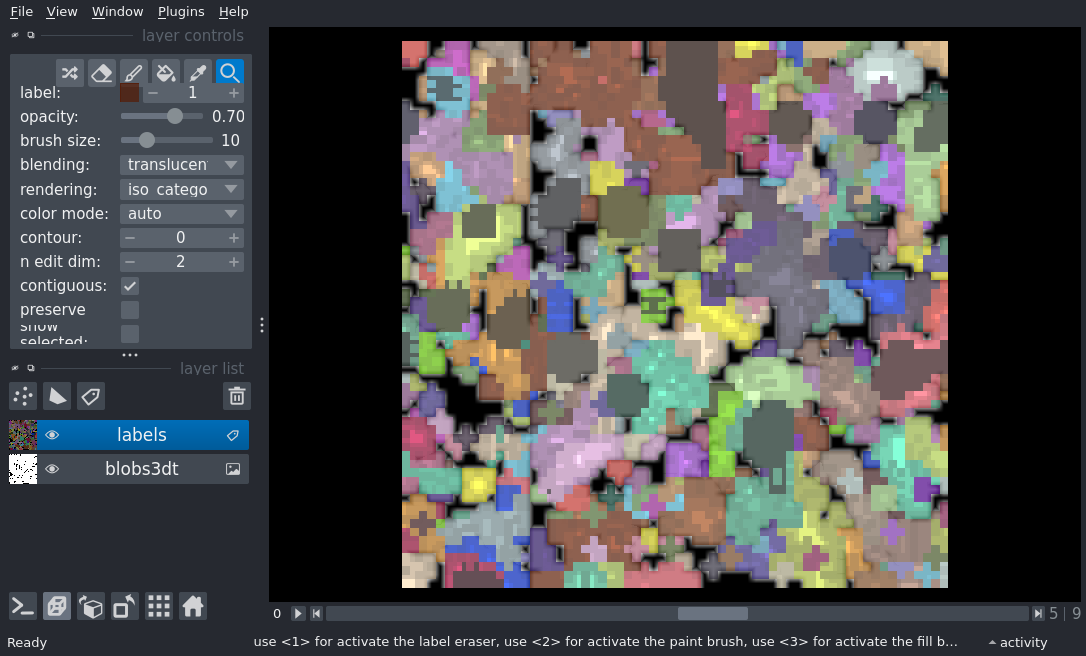 File View Window Plugins Help
layer controls
label: 1
opacity: 0.70
brush size: 10
blending: translucen
rendering: iso_catego
color mode: auto
contour: 0
n edit dim: 2
contiguous:
preserve
show
selected:
layer list
labels
blobs3dt
0 5 | 9
Ready use <1> for activate the label eraser, use <2> for activate the paint brush, use <3> for activate the fill b… activity